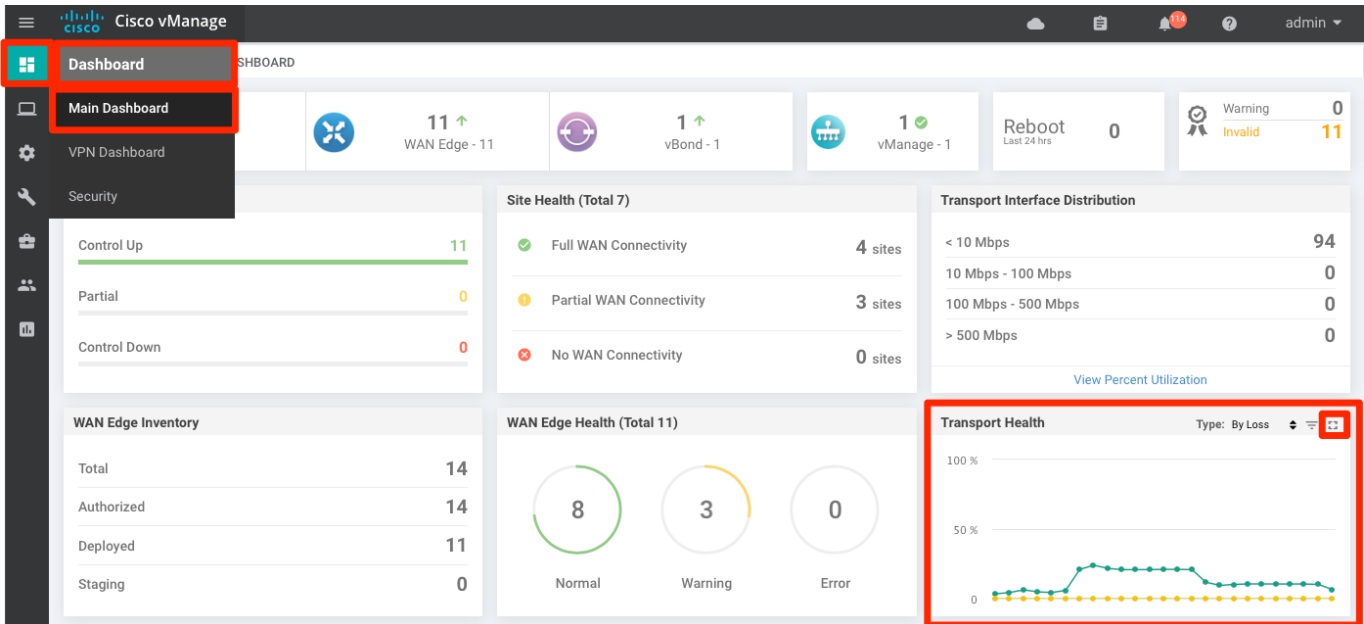 cisco Cisco vManage 114 admin
Dashboard SHBOARD
Main Dashboard
VPN Dashboard
Security
11
WAN Edge - 11
1
vBond - 1
1
vManage - 1
Reboot 0
Last 24 hrs
Warning 0
Invalid 11
Control Up 11
Partial 0
Control Down 0
Site Health (Total 7)
Full WAN Connectivity 4 sites
Partial WAN Connectivity 3 sites
No WAN Connectivity 0 sites
Transport Interface Distribution
< 10 Mbps 94
10 Mbps - 100 Mbps 0
100 Mbps - 500 Mbps 0
> 500 Mbps 0
View Percent Utilization
WAN Edge Inventory
Total 14
Authorized 14
Deployed 11
Staging 0
WAN Edge Health (Total 11)
8 3 0
Normal Warning Error
Transport Health Type: By Loss
100 %
50 %
0